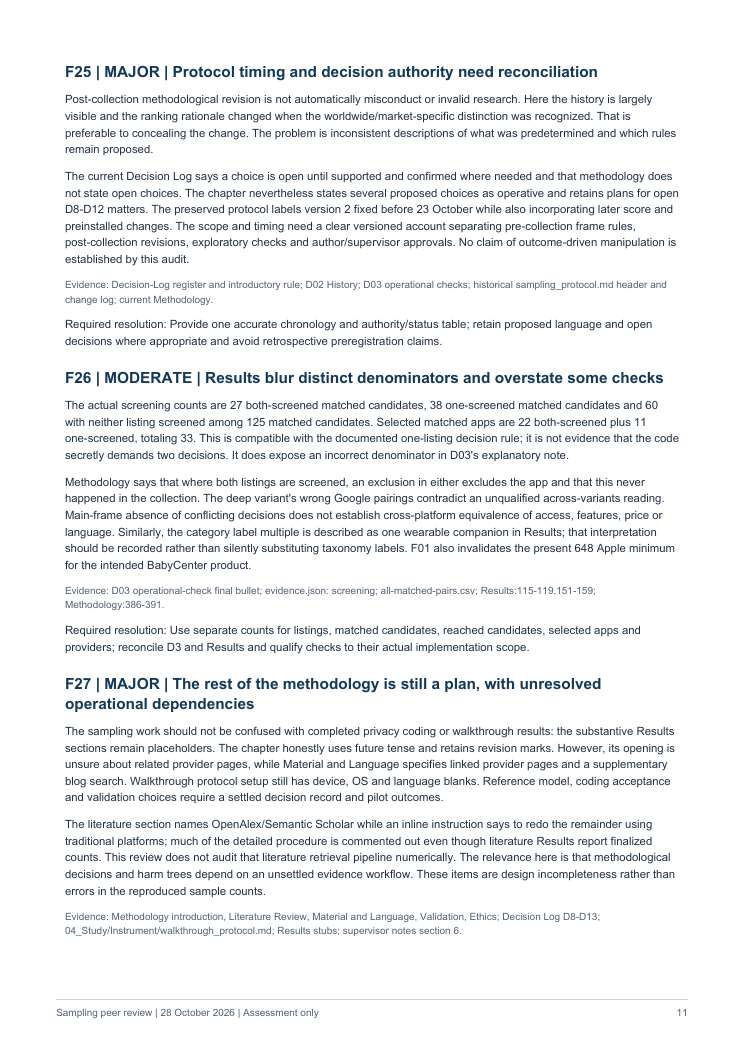 F25 | MAJOR | Protocol timing and decision authority need reconciliation
Post-collection methodological revision is not automatically misconduct or invalid research. Here the history is largely
visible and the ranking rationale changed when the worldwide/market-specific distinction was recognized. That is
preferable to concealing the change. The problem is inconsistent descriptions of what was predetermined and which rules
remain proposed.
The current Decision Log says a choice is open until supported and confirmed where needed and that methodology does
not state open choices. The chapter nevertheless states several proposed choices as operative and retains plans for open
D8-D12 matters. The preserved protocol labels version 2 fixed before 23 October while also incorporating later score and
preinstalled changes. The scope and timing need a clear versioned account separating pre-collection frame rules,
post-collection revisions, exploratory checks and author/supervisor approvals. No claim of outcome-driven manipulation is
established by this audit.
Evidence: Decision-Log register and introductory rule; D02 History; D03 operational checks; historical sampling_protocol.md header and
change log; current Methodology.
Required resolution: Provide one accurate chronology and authority/status table; retain proposed language and open
decisions where appropriate and avoid retrospective preregistration claims.
F26 | MODERATE | Results blur distinct denominators and overstate some checks
The actual screening counts are 27 both-screened matched candidates, 38 one-screened matched candidates and 60
with neither listing screened among 125 matched candidates. Selected matched apps are 22 both-screened plus 11
one-screened, totaling 33. This is compatible with the documented one-listing decision rule; it is not evidence that the code
secretly demands two decisions. It does expose an incorrect denominator in D03's explanatory note.
Methodology says that where both listings are screened, an exclusion in either excludes the app and that this never
happened in the collection. The deep variant's wrong Google pairings contradict an unqualified across-variants reading.
Main-frame absence of conflicting decisions does not establish cross-platform equivalence of access, features, price or
language. Similarly, the category label multiple is described as one wearable companion in Results; that interpretation
should be recorded rather than silently substituting taxonomy labels. F01 also invalidates the present 648 Apple minimum
for the intended BabyCenter product.
Evidence: D03 operational-check final bullet; evidence.json: screening; all-matched-pairs.csv; Results:115-119,151-159;
Methodology:386-391.
Required resolution: Use separate counts for listings, matched candidates, reached candidates, selected apps and
providers; reconcile D3 and Results and qualify checks to their actual implementation scope.
F27 | MAJOR | The rest of the methodology is still a plan, with unresolved
operational dependencies
The sampling work should not be confused with completed privacy coding or walkthrough results: the substantive Results
sections remain placeholders. The chapter honestly uses future tense and retains revision marks. However, its opening is
unsure about related provider pages, while Material and Language specifies linked provider pages and a supplementary
blog search. Walkthrough protocol setup still has device, OS and language blanks. Reference model, coding acceptance
and validation choices require a settled decision record and pilot outcomes.
The literature section names OpenAlex/Semantic Scholar while an inline instruction says to redo the remainder using
traditional platforms; much of the detailed procedure is commented out even though literature Results report finalized
counts. This review does not audit that literature retrieval pipeline numerically. The relevance here is that methodological
decisions and harm trees depend on an unsettled evidence workflow. These items are design incompleteness rather than
errors in the reproduced sample counts.
Evidence: Methodology introduction, Literature Review, Material and Language, Validation, Ethics; Decision Log D8-D13;
04_Study/Instrument/walkthrough_protocol.md; Results stubs; supervisor notes section 6.
Sampling peer review | 28 October 2026 | Assessment only
11